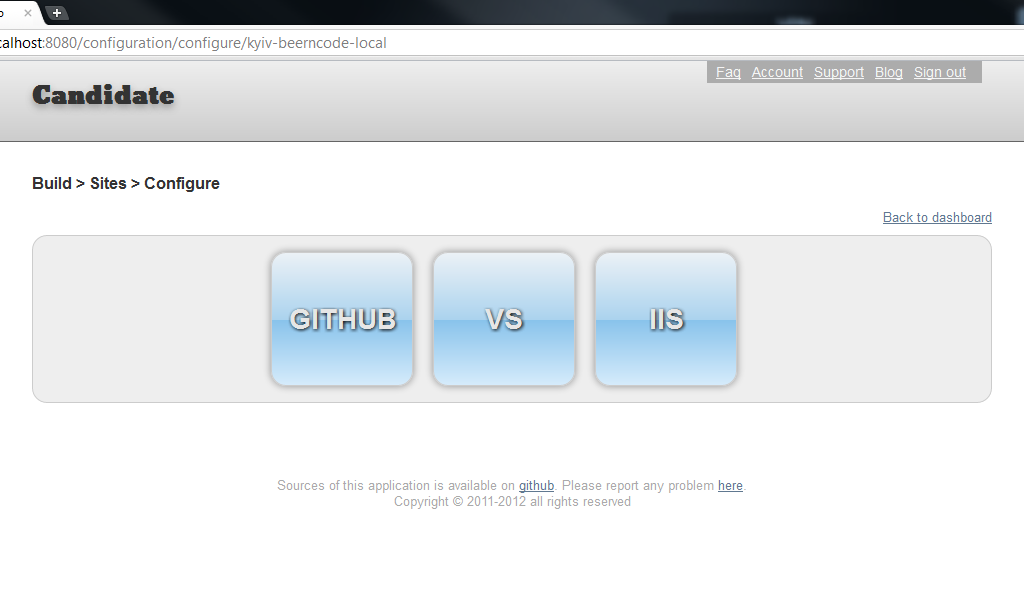 calhost:8080/configuration/configure/kyiv-beerncode-local
Faq Account Support Blog Sign out
Candidate
Build > Sites > Configure
Back to dashboard
GITHUB
VS
IIS
Sources of this application is available on github. Please report any problem here.
Copyright © 2011-2012 all rights reserved